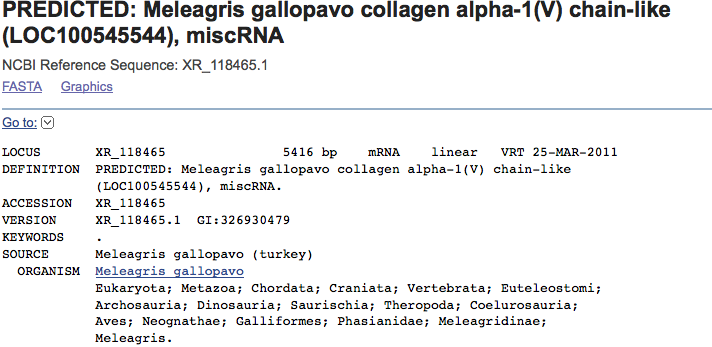 PREDICTED: Meleagris gallopavo collagen alpha-1(V) chain-like
(LOC100545544), miscRNA
NCBI Reference Sequence: XR_118465.1
FASTA Graphics
Go to:
LOCUS XR_118465 5416 bp mRNA linear VRT 25-MAR-2011
DEFINITION PREDICTED: Meleagris gallopavo collagen alpha-1(V) chain-like
(LOC100545544), miscRNA.
ACCESSION XR_118465
VERSION XR_118465.1 GI:326930479
KEYWORDS .
SOURCE Meleagris gallopavo (turkey)
ORGANISM Meleagris gallopavo
Eukaryota; Metazoa; Chordata; Craniata; Vertebrata; Euteleostomi;
Archosauria; Dinosauria; Saurischia; Theropoda; Coelurosauria;
Aves; Neognathae; Galliformes; Phasianidae; Meleagridinae;
Meleagris.